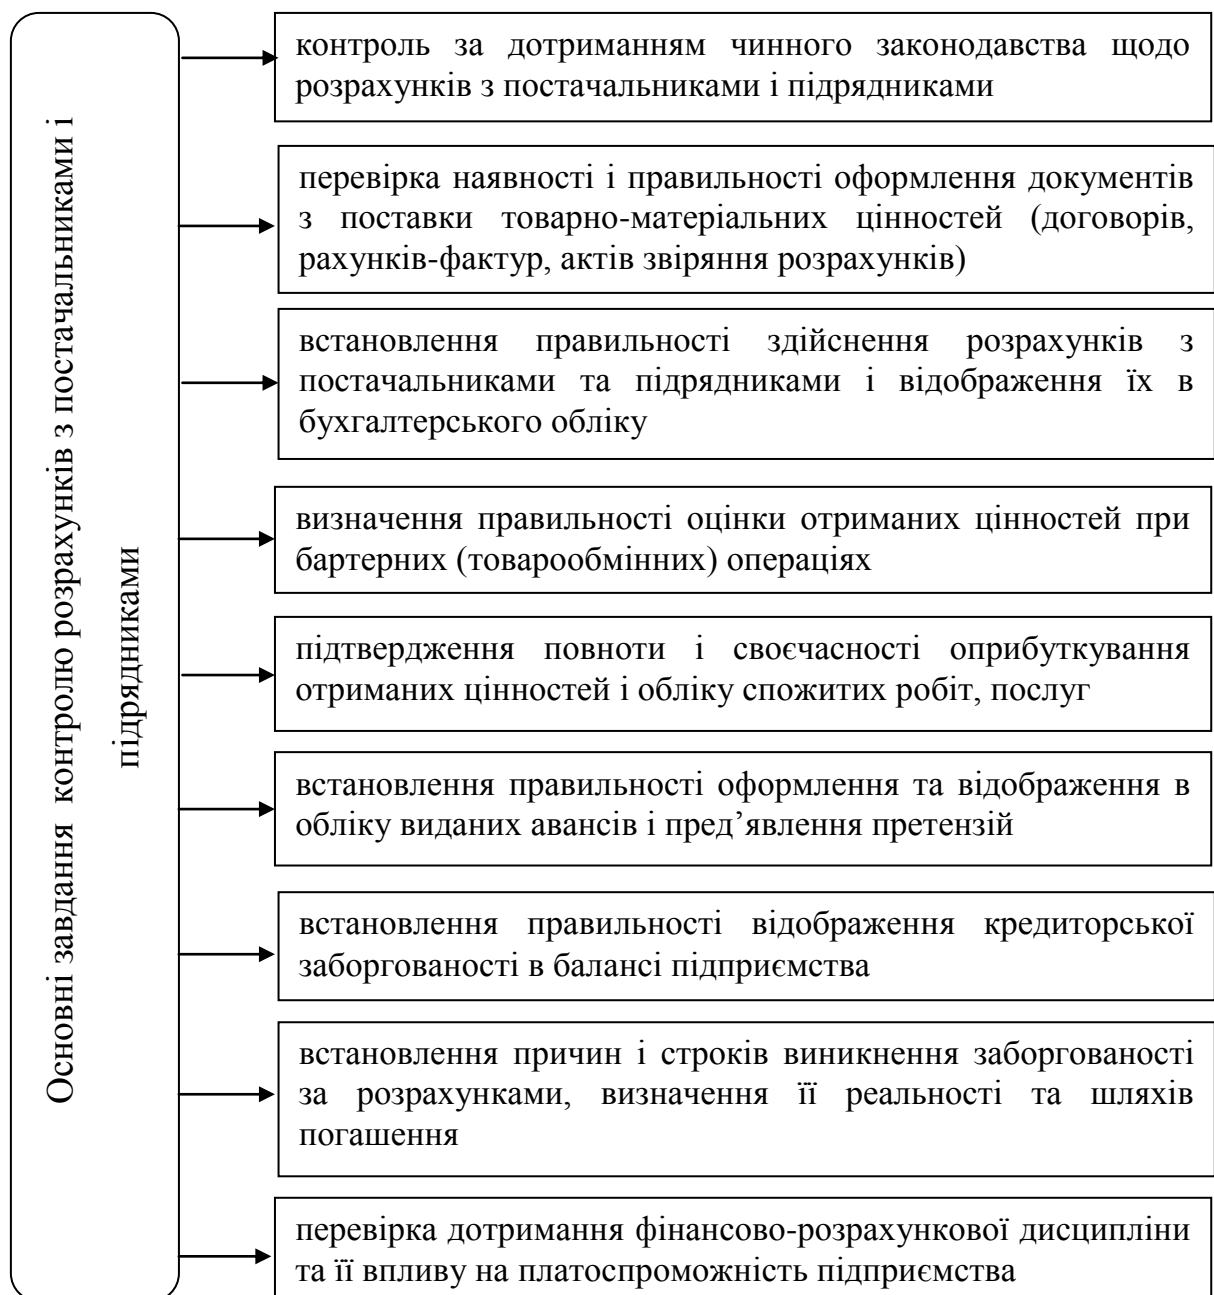 Основні завдання контролю розрахунків з постачальниками і
підрядниками
контроль за дотриманням чинного законодавства щодо
розрахунків з постачальниками і підрядниками
перевірка наявності і правильності оформлення документів
з поставки товарно-матеріальних цінностей (договорів,
рахунків-фактур, актів звіряння розрахунків)
встановлення правильності здійснення розрахунків з
постачальниками та підрядниками і відображення їх в
бухгалтерського обліку
визначення правильності оцінки отриманих цінностей при
бартерних (товарообмінних) операціях
підтвердження повноти і своєчасності оприбуткування
отриманих цінностей і обліку спожитих робіт, послуг
встановлення правильності оформлення та відображення в
обліку виданих авансів і пред’явлення претензій
встановлення правильності відображення кредиторської
заборгованості в балансі підприємства
встановлення причин і строків виникнення заборгованості
за розрахунками, визначення її реальності та шляхів
погашення
перевірка дотримання фінансово-розрахункової дисципліни
та її впливу на платоспроможність підприємства